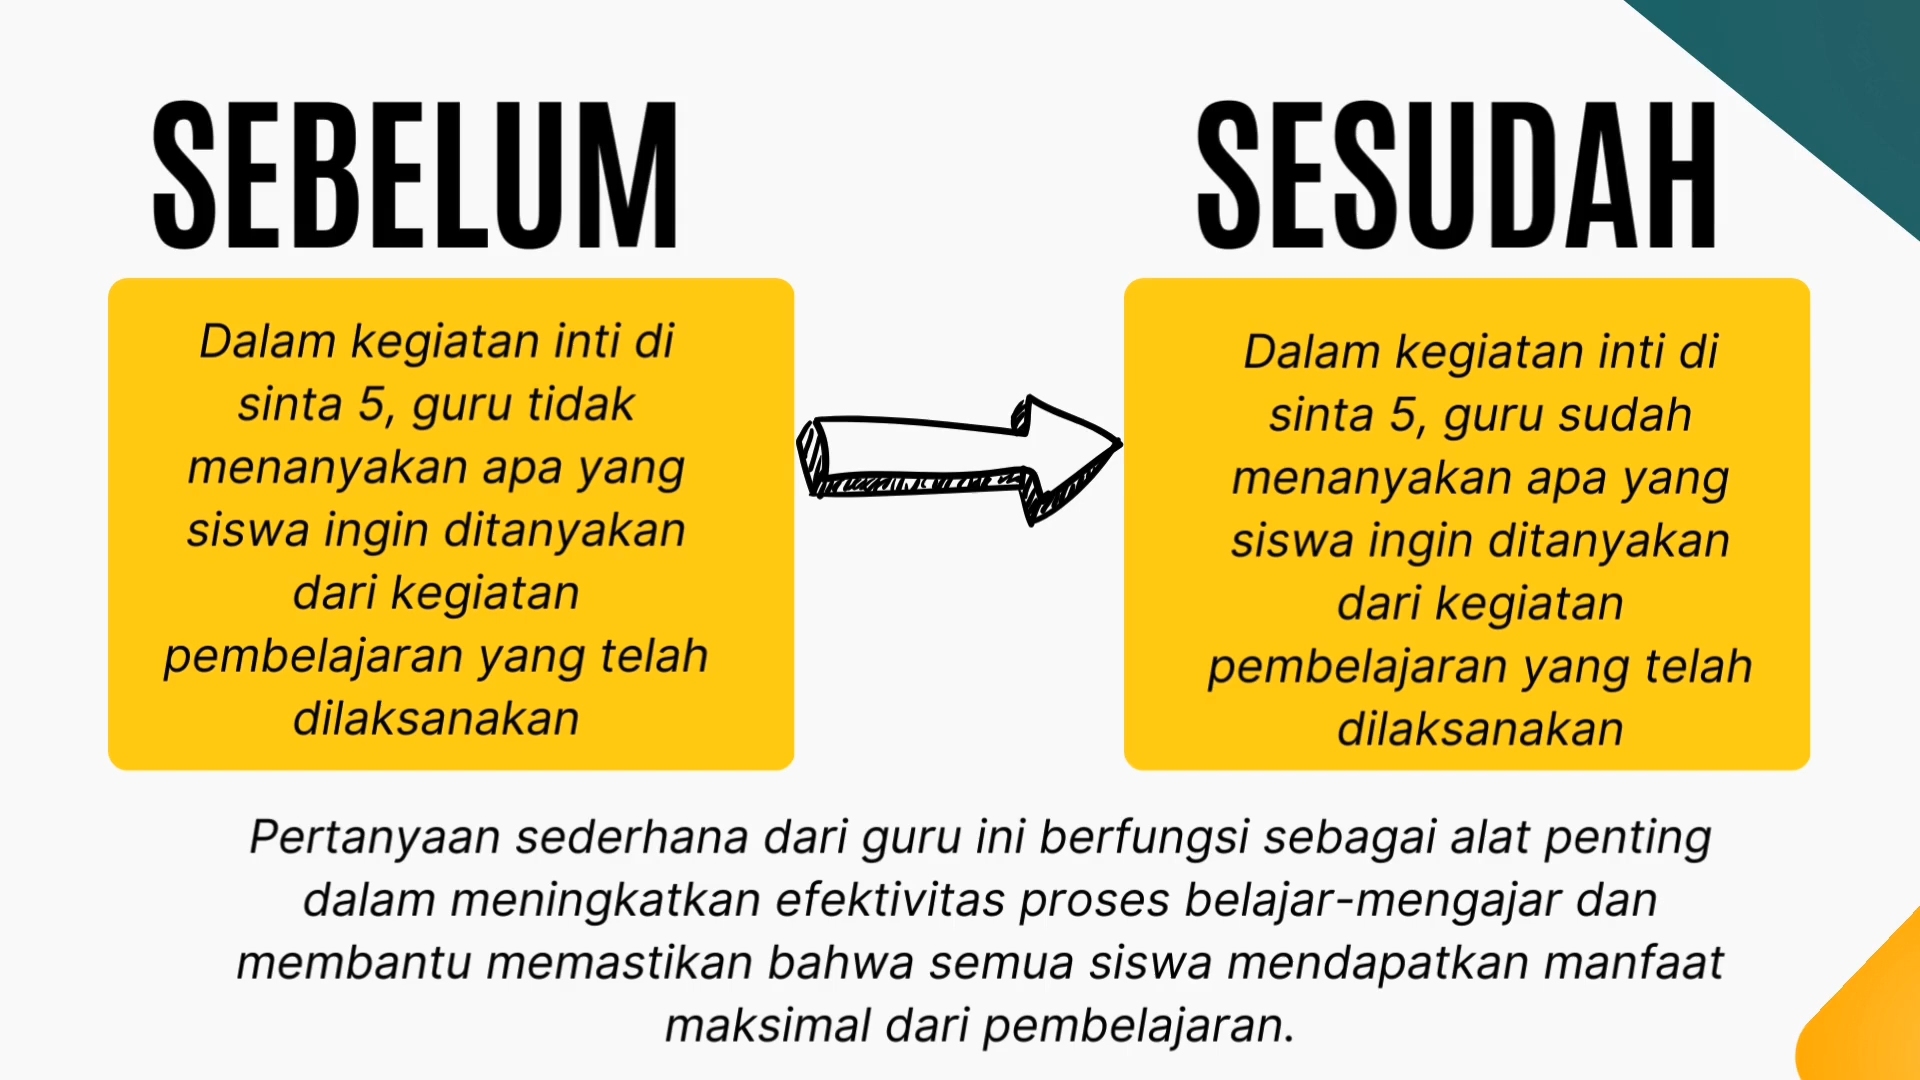 SEBELUM
Dalam kegiatan inti di
sinta 5, guru tidak
menanyakan apa yang
siswa ingin ditanyakan
dari kegiatan
pembelajaran yang telah
dilaksanakan
SESUDAH
Dalam kegiatan inti di
sinta 5, guru sudah
menanyakan apa yang
siswa ingin ditanyakan
dari kegiatan
pembelajaran yang telah
dilaksanakan
Pertanyaan sederhana dari guru ini berfungsi sebagai alat penting
dalam meningkatkan efektivitas proses belajar-mengajar dan
membantu memastikan bahwa semua siswa mendapatkan manfaat
maksimal dari pembelajaran.